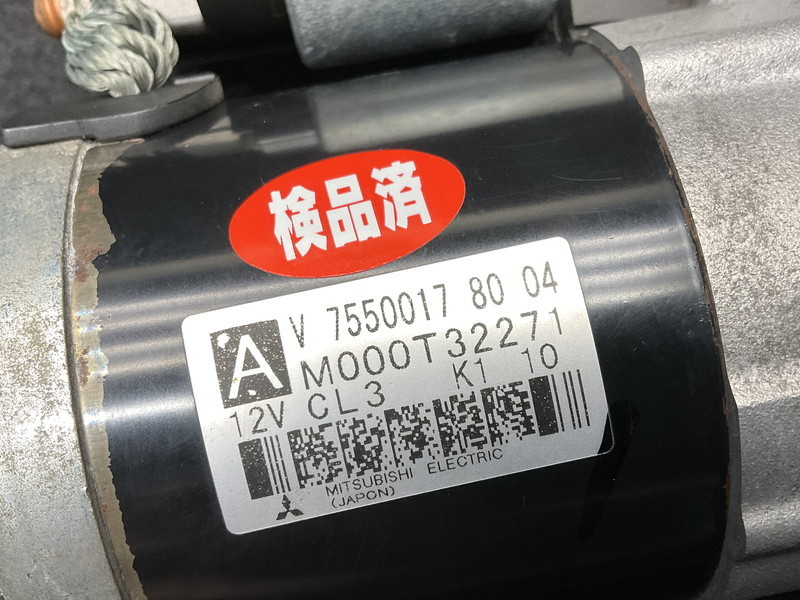 検品済
A
V 7550017 80 04
M000T32271
12V CL3 K1 10
MITSUBISHI ELECTRIC
(JAPON)